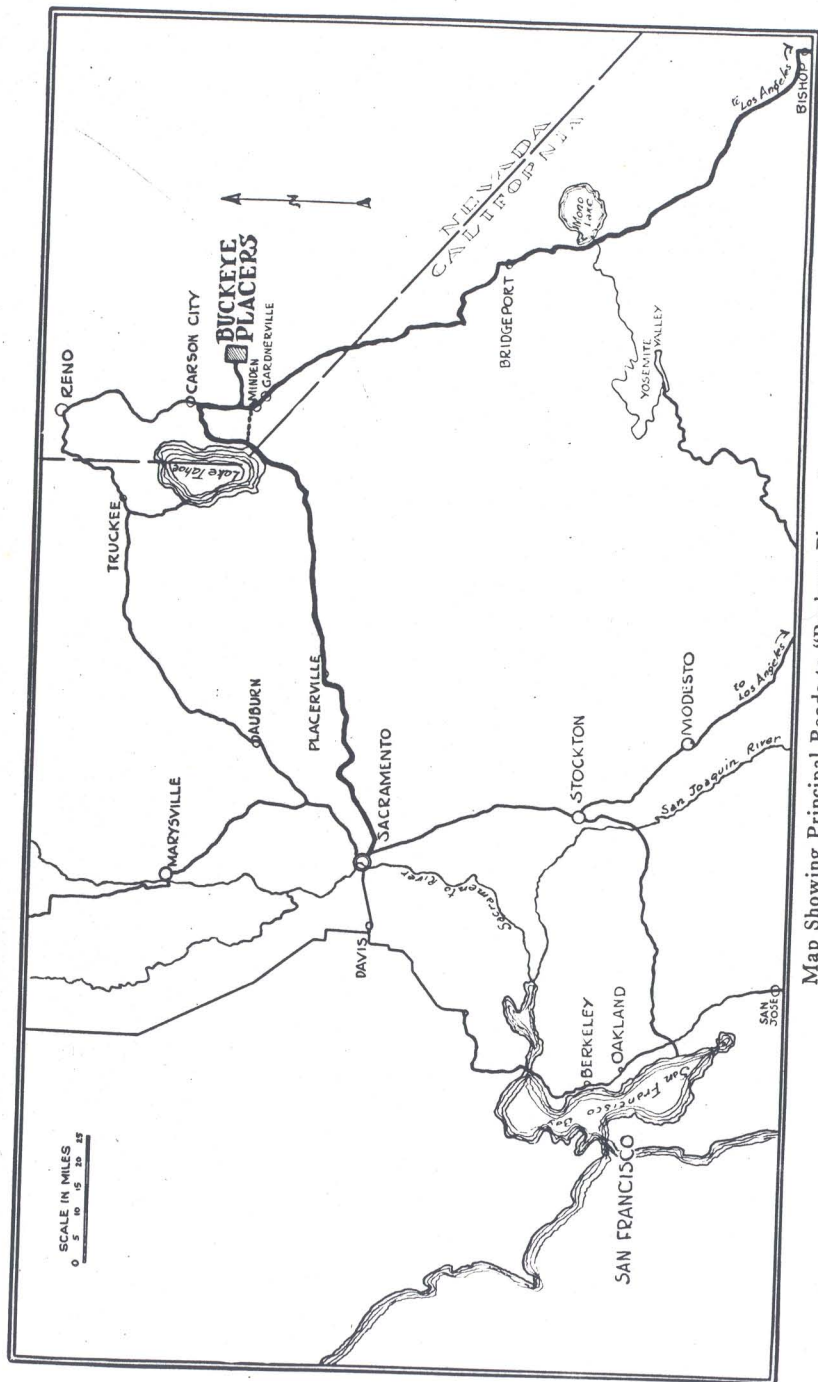 SCALE IN MILES
0 5 10 15 20 25
RENO
TRUCKEE
CARSON CITY
Lake Tahoe
BUCKEYE
PLACERS
MINDEN
GARDNERVILLE
N
NEVADA
CALIFORNIA
MARYSVILLE
AUBURN
PLACERVILLE
SACRAMENTO
DAVIS
Sacramento
to River
BRIDGEPORT
Mono
Lake
YOSEMITE
VALLEY
to
Los Angeles
BISHOP
STOCKTON
MODESTO
to
Los Angeles
San Joaquin River
BERKELEY
OAKLAND
San Francisco
Bay
SAN FRANCISCO
SAN
JOSE
Map Showing Principal Roads to